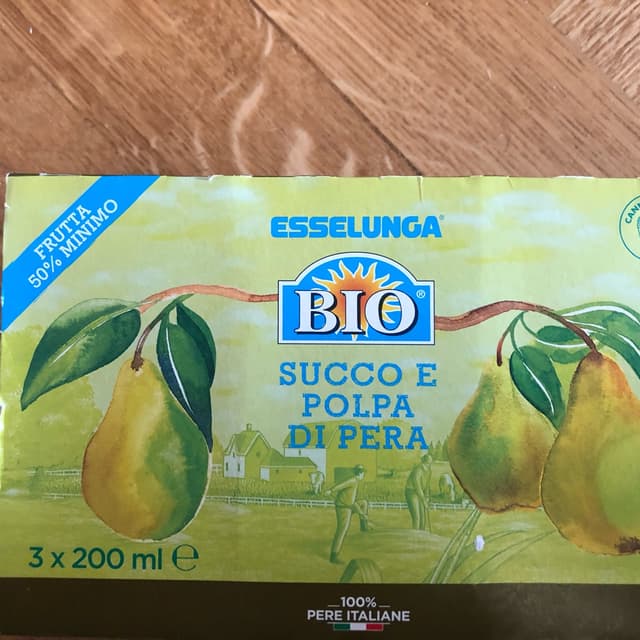 FRUTTA
50% MINIMO
ESSELUNGA®
BIO®
SUCCO E
POLPA
DI PERA
3 x 200 ml ℮
100%
PERE ITALIANE